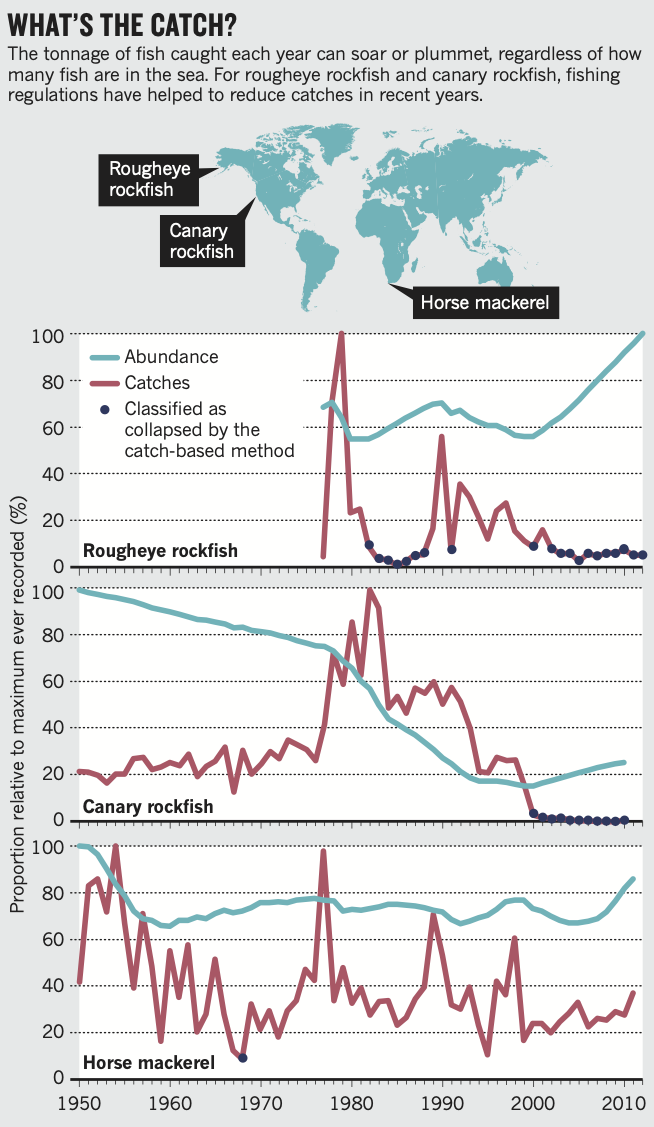 WHAT'S THE CATCH?
The tonnage of fish caught each year can soar or plummet, regardless of how
many fish are in the sea. For rougheye rockfish and canary rockfish, fishing
regulations have helped to reduce catches in recent years.
Rougheye
rockfish
Canary
rockfish
Horse mackerel
Proportion relative to maximum ever recorded (%)
100
80
60
40
20
0
Abundance
Catches
Classified as
collapsed by the
catch-based method
Rougheye rockfish
100
80
60
40
20
0
Canary rockfish
100
80
60
40
20
0
Horse mackerel
1950 1960 1970 1980 1990 2000 2010